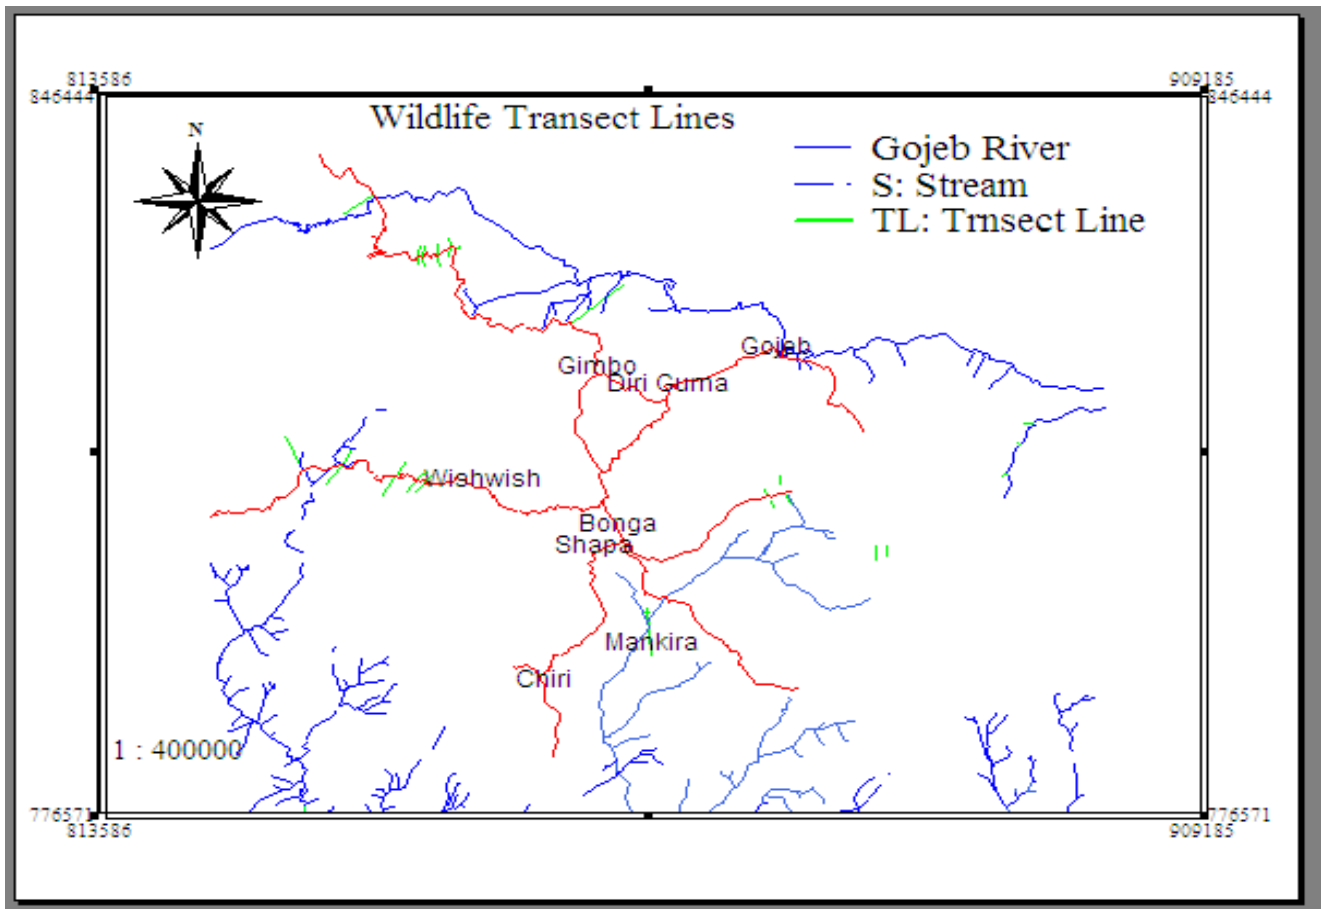 813586
909185
846444
846444
Wildlife Transect Lines
N
Gojeb River
S: Stream
TL: Trnsect Line
Gojeb
Gimbo
Diri Guma
Wishwish
Bonga
Shapa
Mankira
Chiri
1 : 400000
776571
776571
813586
909185